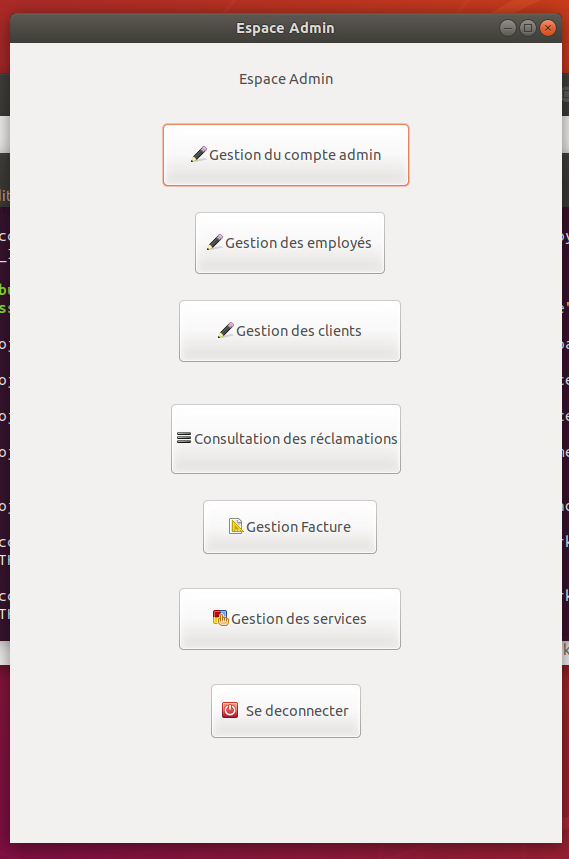 Espace Admin
Espace Admin
Gestion du compte admin
Gestion des employés
Gestion des clients
Consultation des réclamations
Gestion Facture
Gestion des services
Se deconnecter